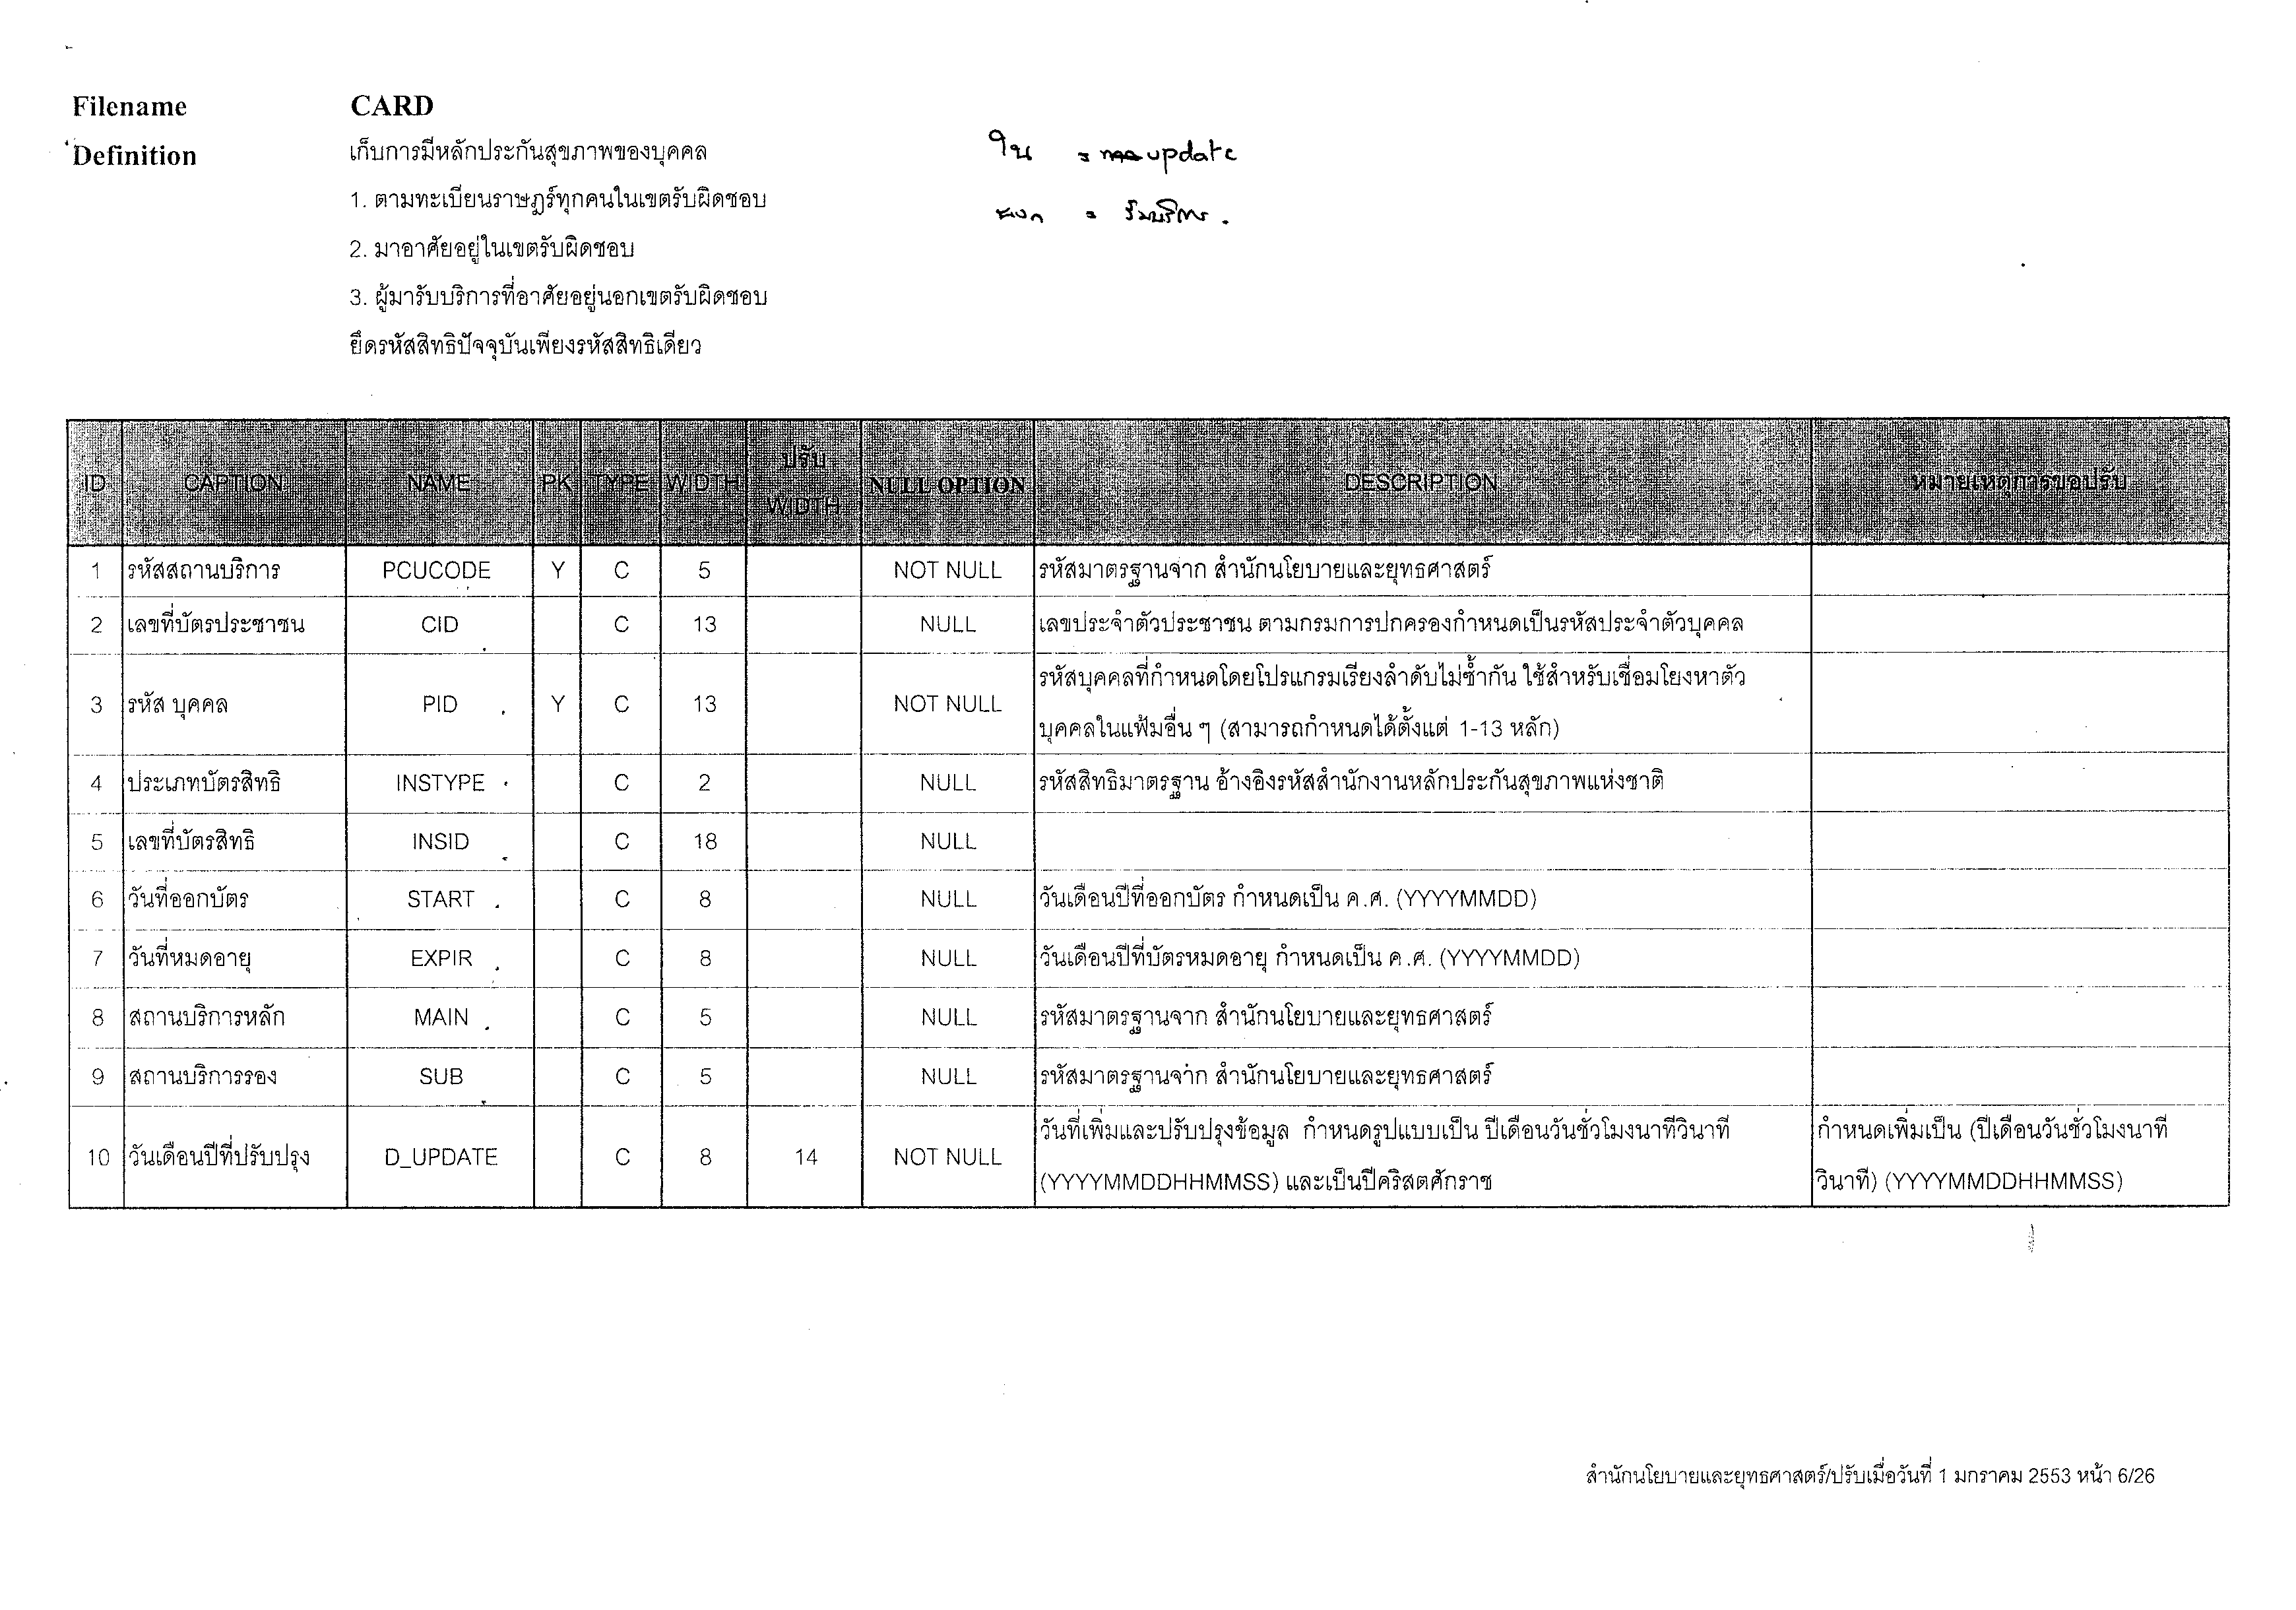 Filename CARD
Definition เก็บการมีหลักประกันสุขภาพของบุคคล
ใน = update
1. ตามทะเบียนราษฎร์ทุกคนในเขตรับผิดชอบ
= รับบริการ.
2. มาอาศัยอยู่ในเขตรับผิดชอบ
3. ผู้มารับบริการที่อาศัยอยู่นอกเขตรับผิดชอบ
ยึดรหัสสิทธิปัจจุบันเพียงรหัสสิทธิเดียว
ID CAPTION NAME PK TYPE WIDTH ปรับ WIDTH NULL OPTION DESCRIPTION หมายเหตุการขอปรับ
1 รหัสสถานบริการ PCUCODE Y C 5 NOT NULL รหัสมาตรฐานจาก สำนักนโยบายและยุทธศาสตร์
2 เลขที่บัตรประชาชน CID C 13 NULL เลขประจำตัวประชาชน ตามกรมการปกครองกำหนดเป็นรหัสประจำตัวบุคคล
3 รหัส บุคคล PID Y C 13 NOT NULL รหัสบุคคลที่กำหนดโดยโปรแกรมเรียงลำดับไม่ซ้ำกัน ใช้สำหรับเชื่อมโยงหาตัว
บุคคลในแฟ้มอื่น ๆ (สามารถกำหนดได้ตั้งแต่ 1-13 หลัก)
4 ประเภทบัตรสิทธิ INSTYPE C 2 NULL รหัสสิทธิมาตรฐาน อ้างอิงรหัสสำนักงานหลักประกันสุขภาพแห่งชาติ
5 เลขที่บัตรสิทธิ INSID C 18 NULL
6 วันที่ออกบัตร START C 8 NULL วันเดือนปีที่ออกบัตร กำหนดเป็น ค.ศ. (YYYYMMDD)
7 วันที่หมดอายุ EXPIR C 8 NULL วันเดือนปีที่บัตรหมดอายุ กำหนดเป็น ค.ศ. (YYYYMMDD)
8 สถานบริการหลัก MAIN C 5 NULL รหัสมาตรฐานจาก สำนักนโยบายและยุทธศาสตร์
9 สถานบริการรอง SUB C 5 NULL รหัสมาตรฐานจาก สำนักนโยบายและยุทธศาสตร์
10 วันเดือนปีที่ปรับปรุง D_UPDATE C 8 14 NOT NULL วันที่เพิ่มและปรับปรุงข้อมูล กำหนดรูปแบบเป็น ปีเดือนวันชั่วโมงนาทีวินาที กำหนดเพิ่มเป็น (ปีเดือนวันชั่วโมงนาที
(YYYYMMDDHHMMSS) และเป็นปีคริสตศักราช วินาที) (YYYYMMDDHHMMSS)
สำนักนโยบายและยุทธศาสตร์/ปรับเมื่อวันที่ 1 มกราคม 2553 หน้า 6/26